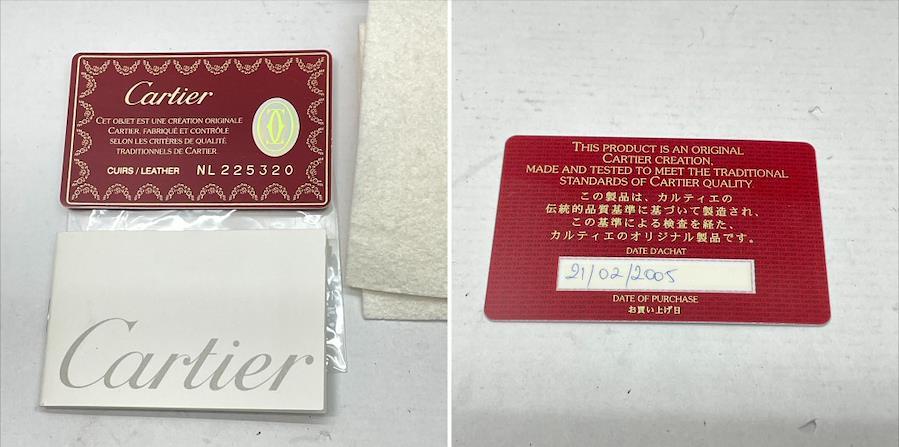 Cartier
CET OBJET EST UNE CRÉATION ORIGINALE
CARTIER, FABRIQUÉ ET CONTRÔLÉ
SELON LES CRITÈRES DE QUALITÉ
TRADITIONNELS DE CARTIER.
CUIRS / LEATHER NL225320
Cartier
THIS PRODUCT IS AN ORIGINAL
CARTIER CREATION,
MADE AND TESTED TO MEET THE TRADITIONAL
STANDARDS OF CARTIER QUALITY.
この製品は、カルティエの
伝統的品質基準に基づいて製造され、
この基準による検査を経た、
カルティエのオリジナル製品です。
DATE D'ACHAT
21/02/2005
DATE OF PURCHASE
お買い上げ日